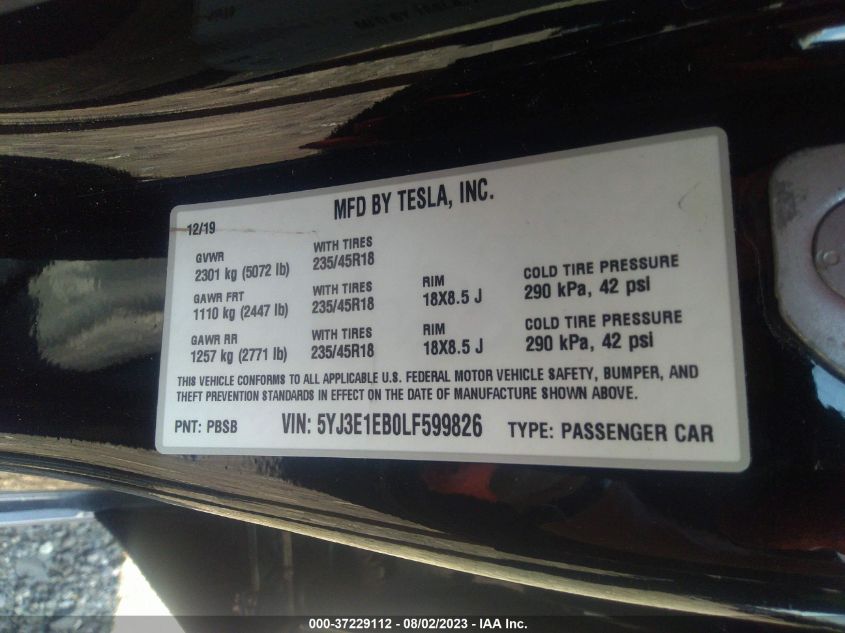 MFD BY TESLA, INC.
12/19
GVWR
2301 kg (5072 lb)
WITH TIRES
235/45R18
GAWR FRT
1110 kg (2447 lb)
WITH TIRES
235/45R18
RIM
18X8.5 J
COLD TIRE PRESSURE
290 kPa, 42 psi
GAWR RR
1257 kg (2771 lb)
WITH TIRES
235/45R18
RIM
18X8.5 J
COLD TIRE PRESSURE
290 kPa, 42 psi
THIS VEHICLE CONFORMS TO ALL APPLICABLE U.S. FEDERAL MOTOR VEHICLE SAFETY, BUMPER, AND
THEFT PREVENTION STANDARDS IN EFFECT ON THE DATE OF MANUFACTURE SHOWN ABOVE.
PNT: PBSB
VIN: 5YJ3E1EB0LF599826
TYPE: PASSENGER CAR
000-37229112 - 08/02/2023 - IAA Inc.